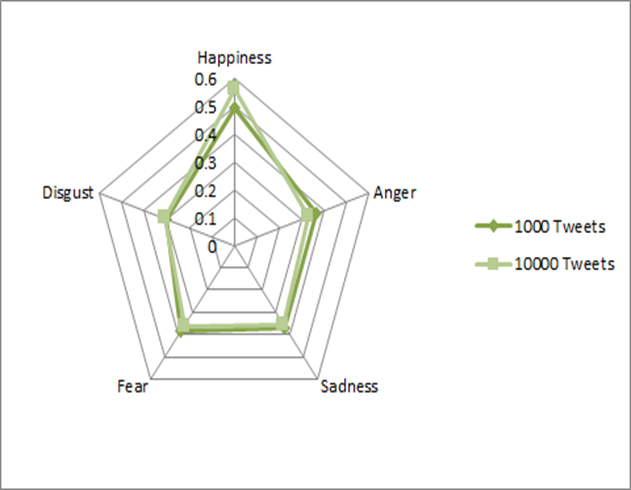 Happiness
0.6
0.5
0.4
0.3
0.2
0.1
0
Disgust
Anger
Fear
Sadness
1000 Tweets
10000 Tweets